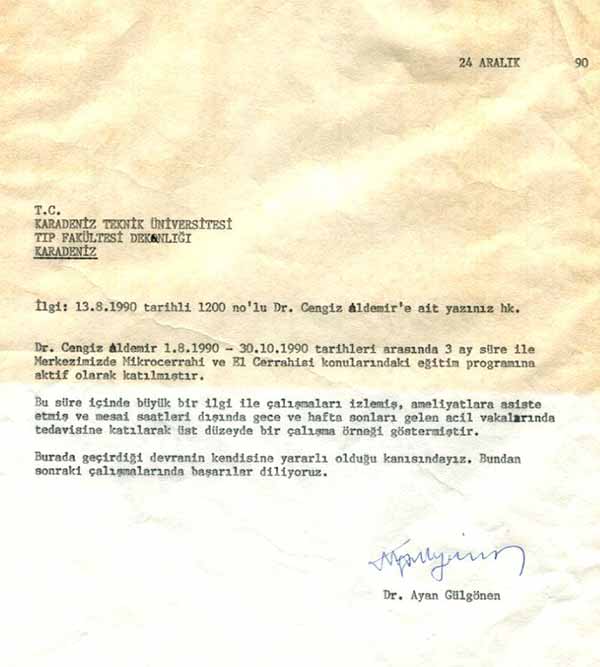 24 ARALIK 90
T.C.
KARADENİZ TEKNİK ÜNİVERSİTESİ
TIP FAKÜLTESİ DEKANLIĞI
KARADENİZ
İlgi: 13.8.1990 tarihli 1200 no'lu Dr. Cengiz Aldemir'e ait yazınız hk.
Dr. Cengiz Aldemir 1.8.1990 - 30.10.1990 tarihleri arasında 3 ay süre ile
Merkezimizde Mikrocerrahi ve El Cerrahisi konularındaki eğitim programına
aktif olarak katılmıştır.
Bu süre içinde büyük bir ilgi ile çalışmaları izlemiş, ameliyatlara asiste
etmiş ve mesai saatleri dışında gece ve hafta sonları gelen acil vakalarında
tedavisine katılarak üst düzeyde bir çalışma örneği göstermiştir.
Burada geçirdiği devranin kendisine yararlı olduğu kanısındayız. Bundan
sonraki çalışmalarında başarılar diliyoruz.
Dr. Ayan Gülgönen